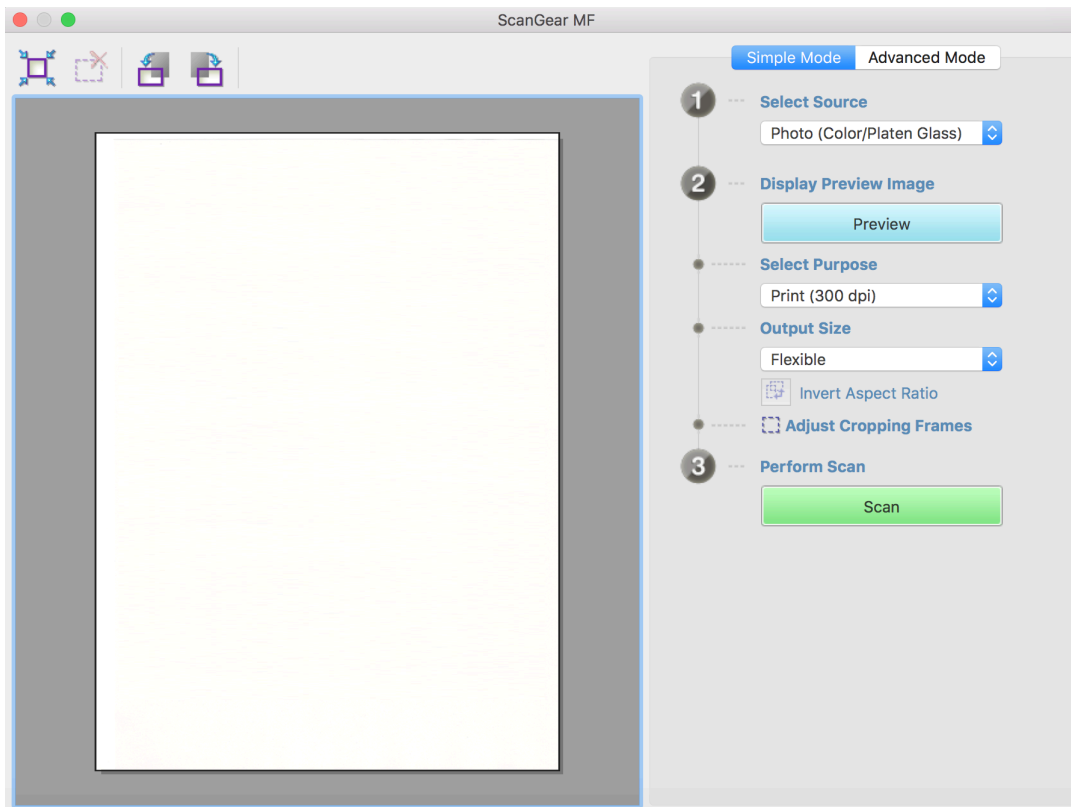 ScanGear MF
Simple Mode
Advanced Mode
1
Select Source
Photo (Color/Platen Glass)
2
Display Preview Image
Preview
Select Purpose
Print (300 dpi)
Output Size
Flexible
Invert Aspect Ratio
Adjust Cropping Frames
3
Perform Scan
Scan